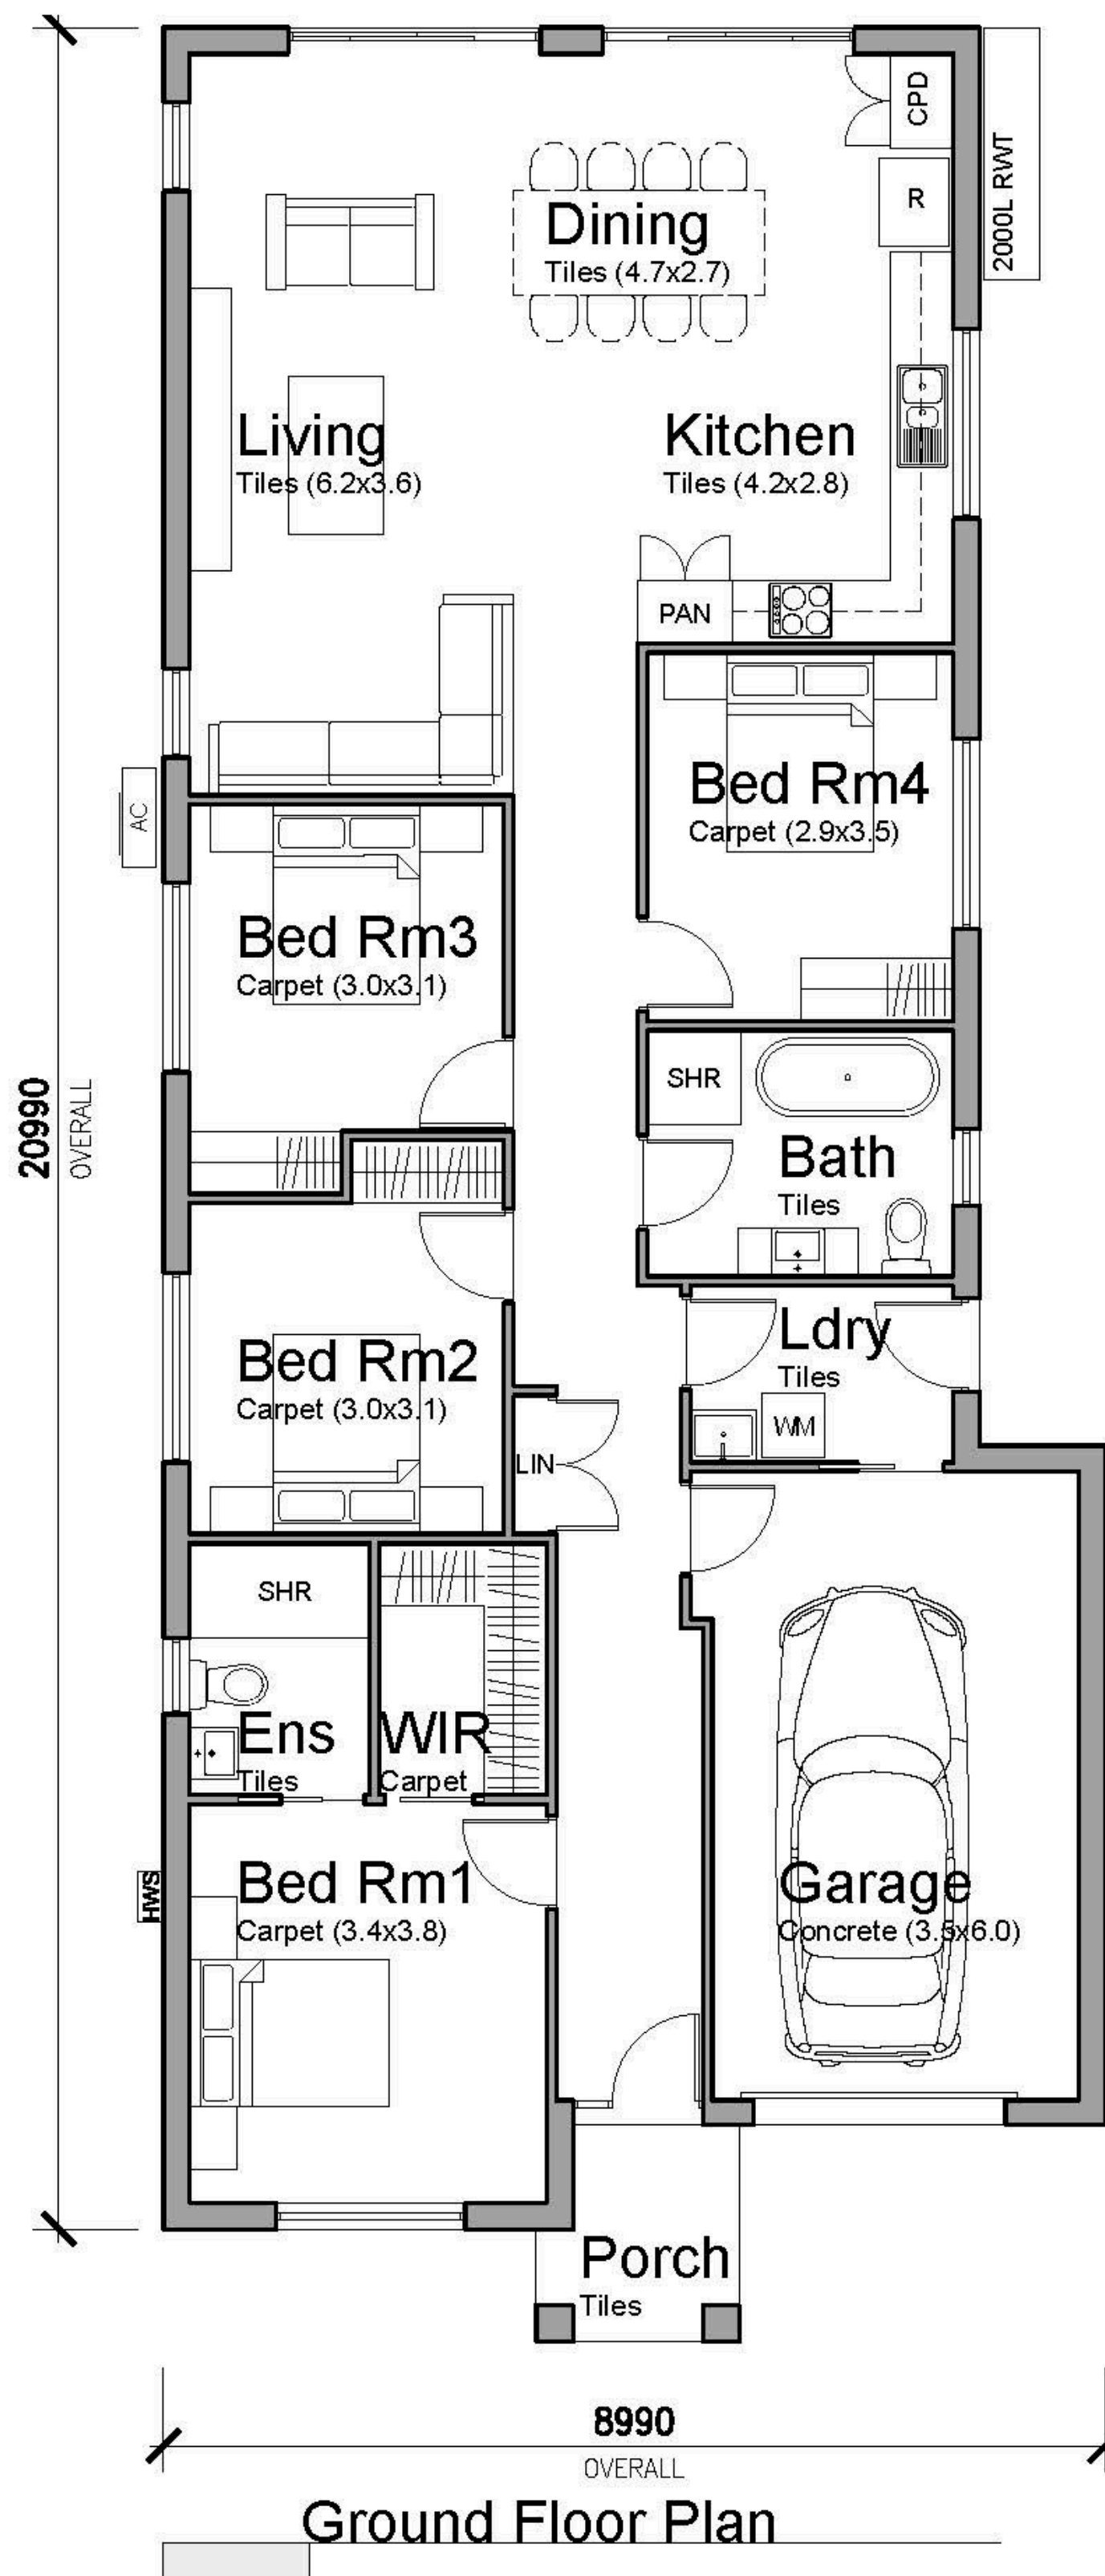 CPD
R
2000L RWT
Dining
Tiles (4.7x2.7)
Living
Tiles (6.2x3.6)
Kitchen
Tiles (4.2x2.8)
PAN
Bed Rm4
Carpet (2.9x3.5)
AC
Bed Rm3
Carpet (3.0x3.1)
20990
OVERALL
SHR
Bath
Tiles
Ldry
Tiles
Bed Rm2
Carpet (3.0x3.1)
WM
LIN
SHR
Ens
Tiles
WIR
Carpet
HWS
Bed Rm1
Carpet (3.4x3.8)
Garage
Concrete (3.5x6.0)
Porch
Tiles
8990
OVERALL
Ground Floor Plan